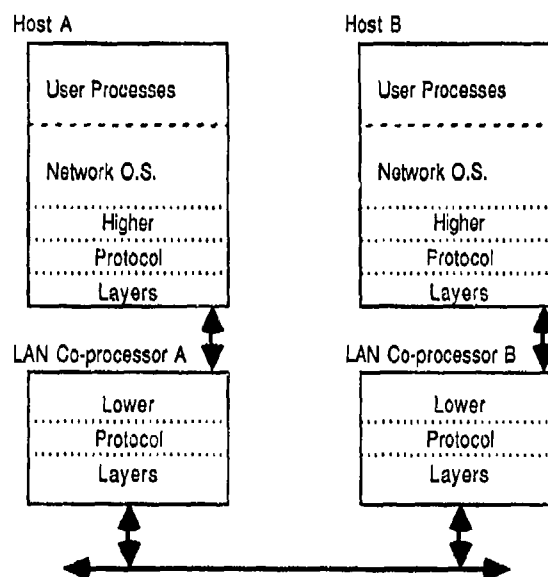 Host A
User Processes
Network O.S.
Higher
Protocol
Layers
LAN Co-processor A
Lower
Protocol
Layers
Host B
User Processes
Network O.S.
Higher
Protocol
Layers
LAN Co-processor B
Lower
Protocol
Layers